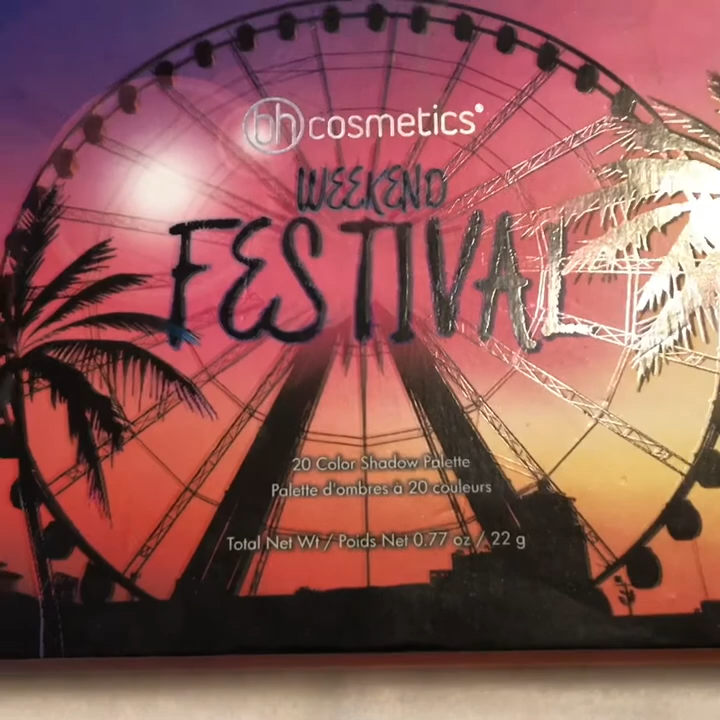 bh cosmetics®
WEEKEND
FESTIVAL
20 Color Shadow Palette
Palette d'ombres à 20 couleurs
Total Net Wt / Poids Net 0.77 oz / 22 g